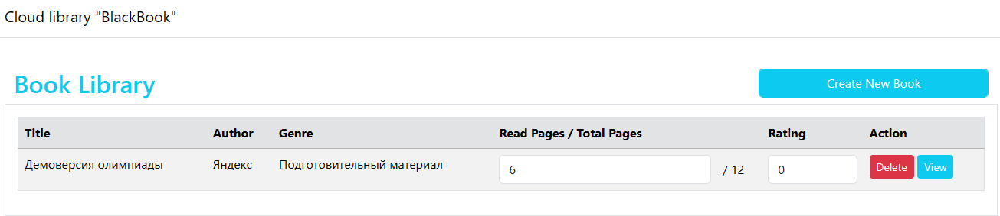 Cloud library "BlackBook"
Book Library
Create New Book
Title Author Genre Read Pages / Total Pages Rating Action
Демоверсия олимпиады Яндекс Подготовительный материал 6 / 12 0 Delete View